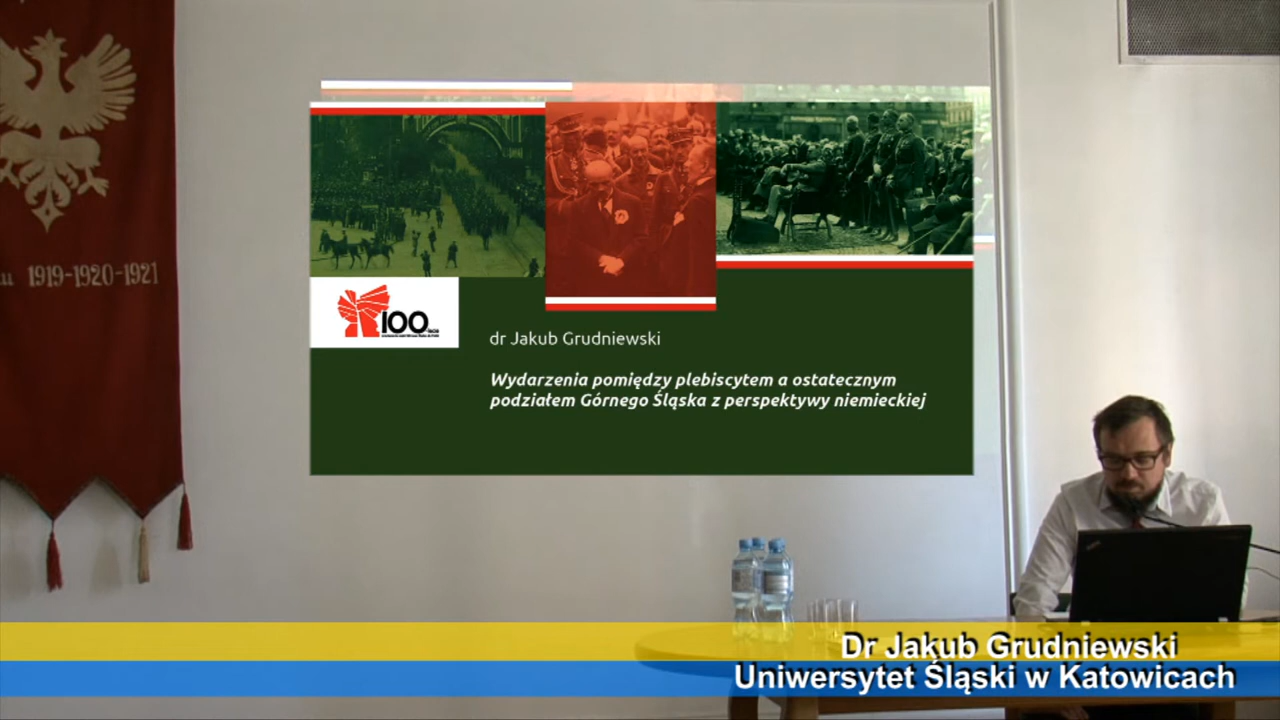 1919-1920-1921
100
dr Jakub Grudniewski
Wydarzenia pomiędzy plebiscytem a ostatecznym
podziałem Górnego Śląska z perspektywy niemieckiej
Dr Jakub Grudniewski
Uniwersytet Śląski w Katowicach